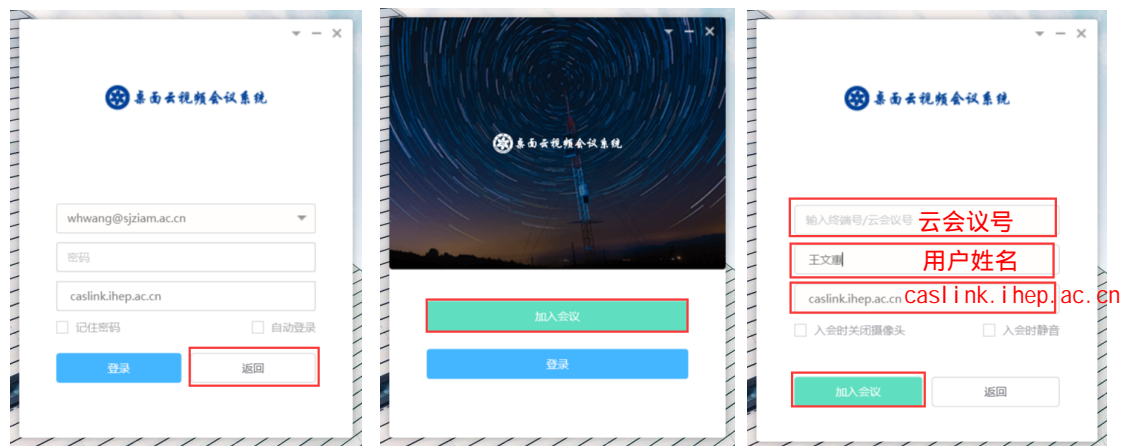 桌面云视频会议系统
whwang@sjziam.ac.cn
密码
caslink.ihep.ac.cn
记住密码 自动登录
登录 返回
桌面云视频会议系统
加入会议
登录
桌面云视频会议系统
输入终端号/云会议号 云会议号
王文重 用户姓名
caslink.ihep.ac.cn caslink.ihep.ac.cn
入会时关闭摄像头 入会时静音
加入会议 返回